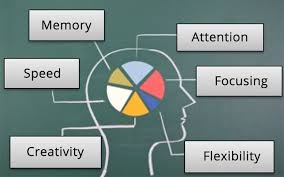 Memory
Attention
Speed
Focusing
Creativity
Flexibility